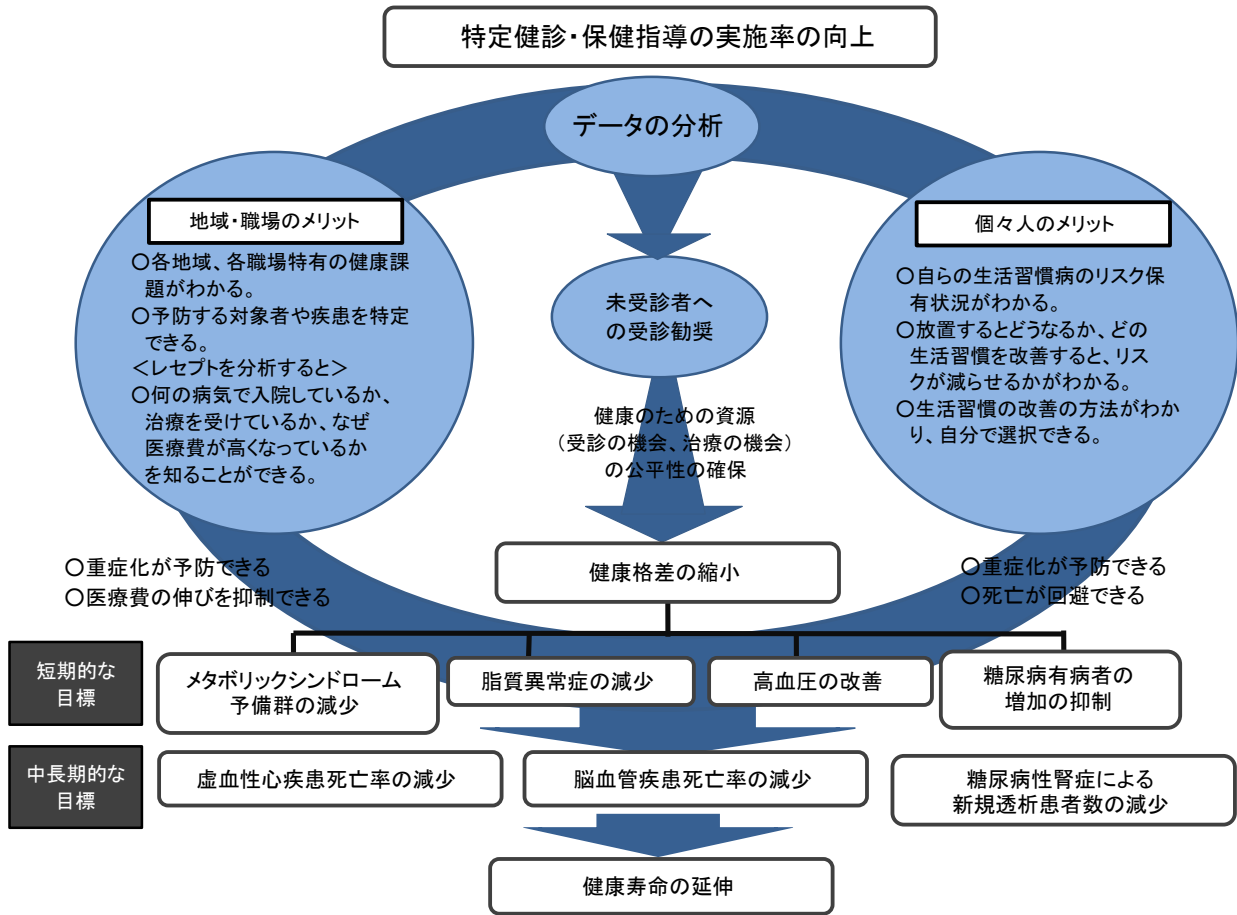 特定健診・保健指導の実施率の向上
データの分析
地域・職場のメリット
〇各地域、各職場特有の健康課
題がわかる。
〇予防する対象者や疾患を特定
できる。
＜レセプトを分析すると＞
〇何の病気で入院しているか、
治療を受けているか、なぜ
医療費が高くなっているか
を知ることができる。
未受診者へ
の受診勧奨
個々人のメリット
〇自らの生活習慣病のリスク保
有状況がわかる。
〇放置するとどうなるか、どの
生活習慣を改善すると、リス
クが減らせるかがわかる。
〇生活習慣の改善の方法がわか
り、自分で選択できる。
健康のための資源
（受診の機会、治療の機会）
の公平性の確保
〇重症化が予防できる
〇医療費の伸びを抑制できる
健康格差の縮小
〇重症化が予防できる
〇死亡が回避できる
短期的な
目標
メタボリックシンドローム
予備群の減少
脂質異常症の減少
高血圧の改善
糖尿病有病者の
増加の抑制
中長期的な
目標
虚血性心疾患死亡率の減少
脳血管疾患死亡率の減少
糖尿病性腎症による
新規透析患者数の減少
健康寿命の延伸